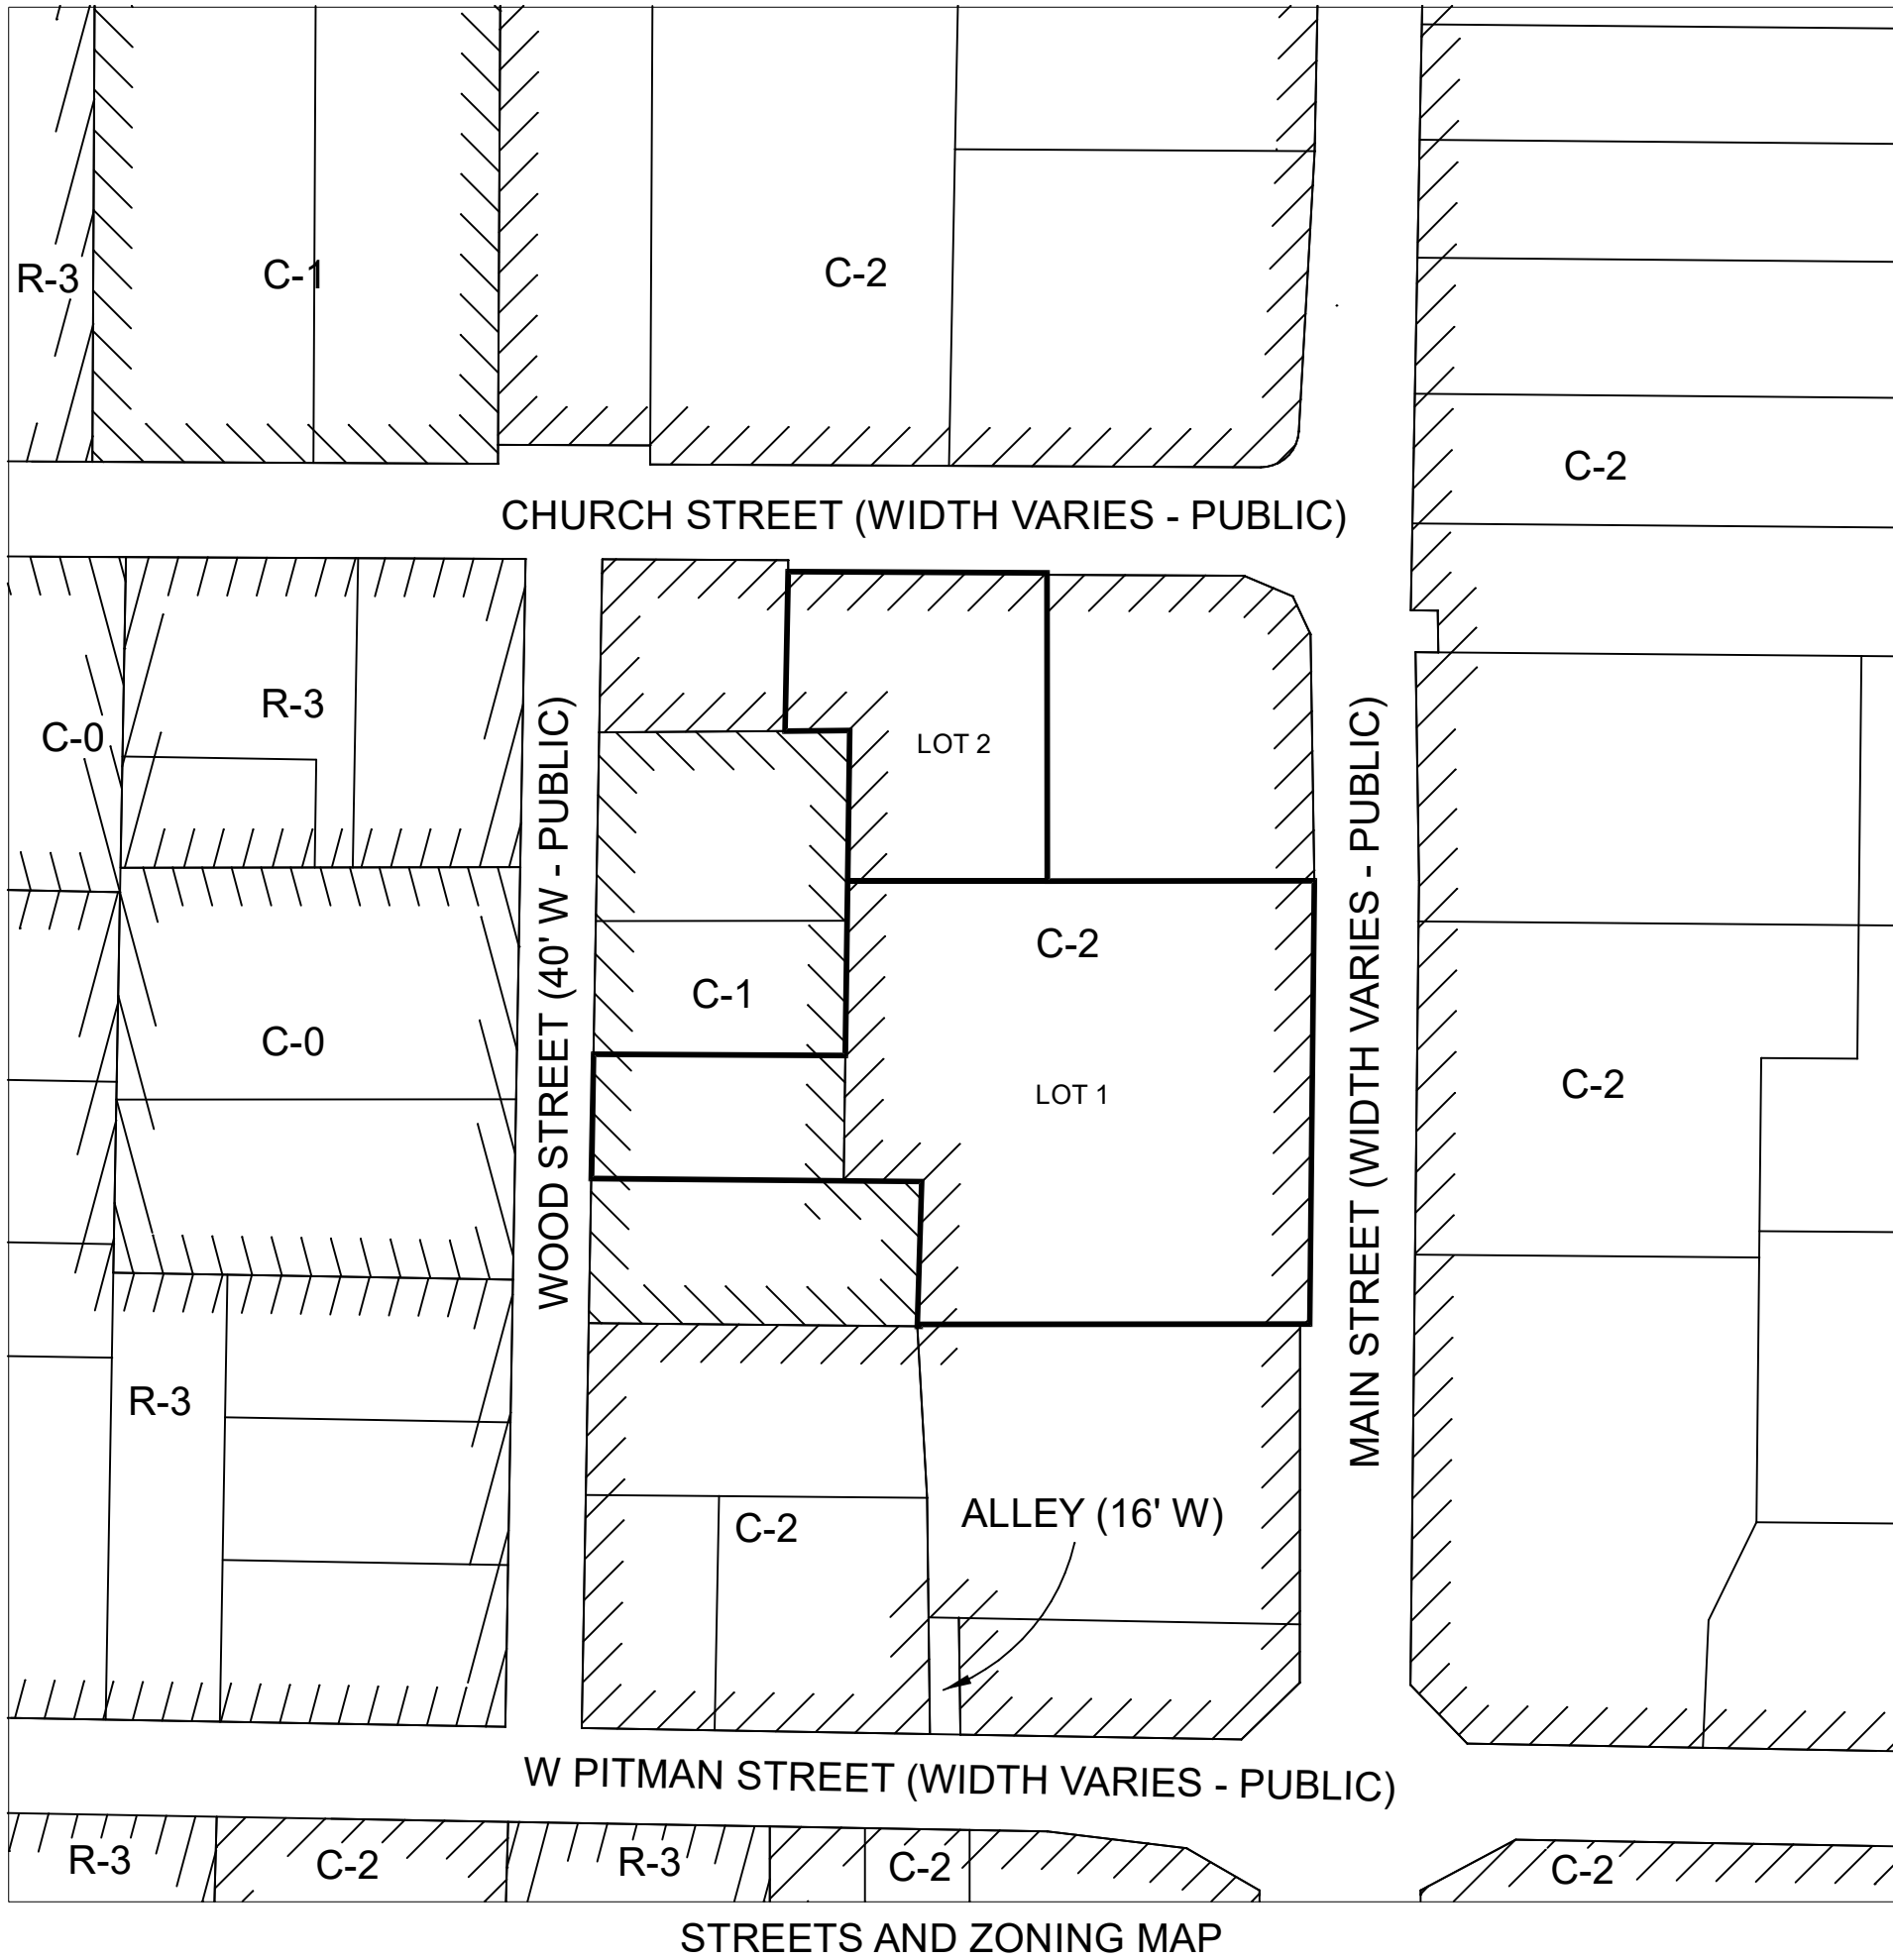 R-3
C-1
C-2
C-2
CHURCH STREET (WIDTH VARIES - PUBLIC)
R-3
C-0
LOT 2
WOOD STREET (40' W - PUBLIC)
MAIN STREET (WIDTH VARIES - PUBLIC)
C-2
C-1
C-0
LOT 1
C-2
R-3
C-2
ALLEY (16' W)
W PITMAN STREET (WIDTH VARIES - PUBLIC)
R-3
C-2
R-3
C-2
C-2
STREETS AND ZONING MAP